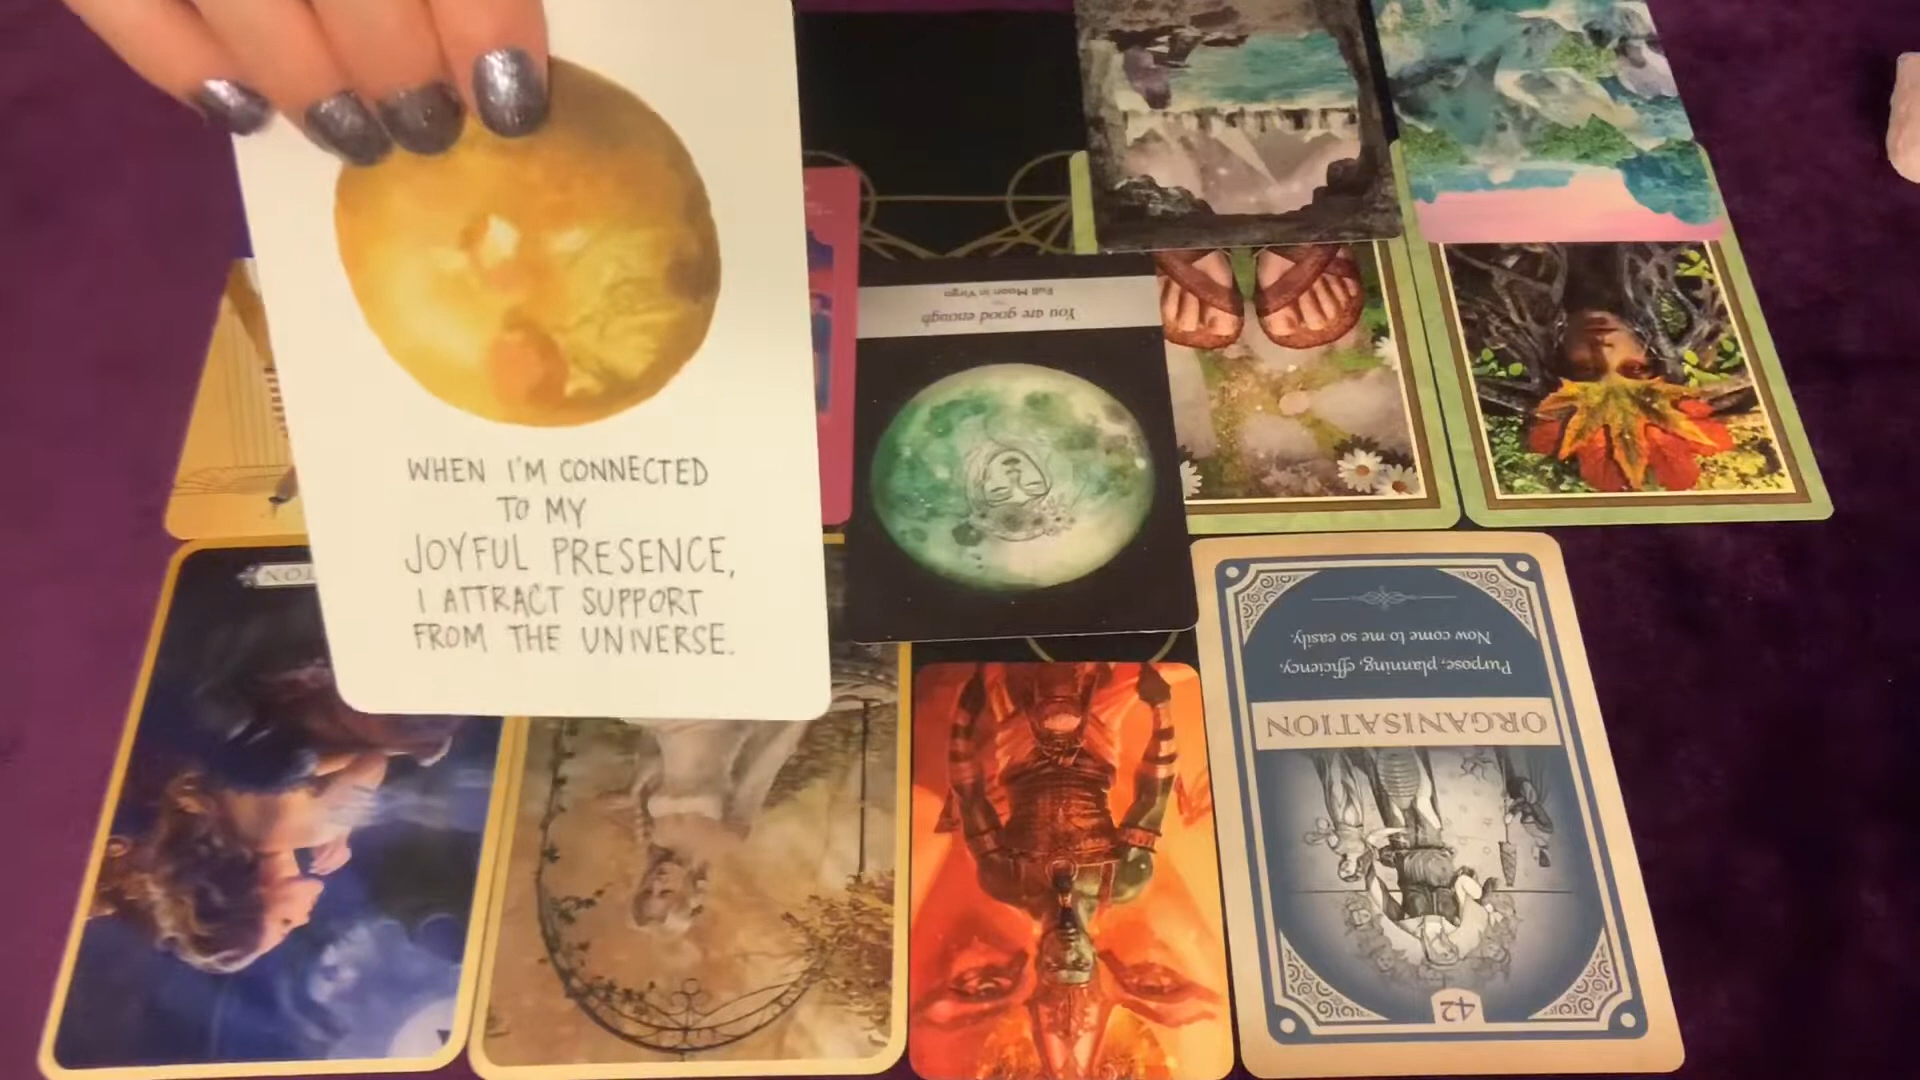 WHEN I'M CONNECTED
TO MY
JOYFUL PRESENCE,
I ATTRACT SUPPORT
FROM THE UNIVERSE.
You are good enough
Full Moon in Virgo
42
ORGANISATION
Purpose, planning, efficiency,
Now come to me so easily.